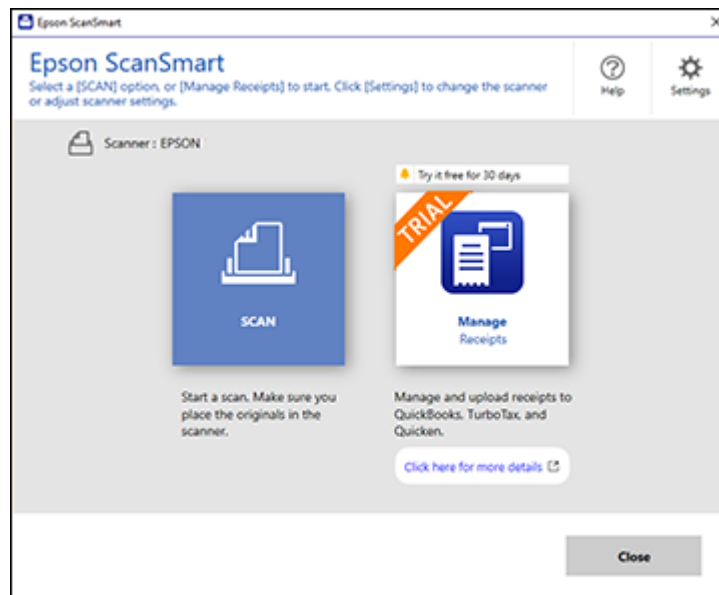 Epson ScanSmart
Epson ScanSmart
Select a [SCAN] option, or [Manage Receipts] to start. Click [Settings] to change the scanner
or adjust scanner settings.
Help
Settings
Scanner : EPSON
Try it free for 30 days
TRIAL
SCAN
Manage
Receipts
Start a scan. Make sure you
place the originals in the
scanner.
Manage and upload receipts to
QuickBooks, TurboTax, and
Quicken.
Click here for more details
Close